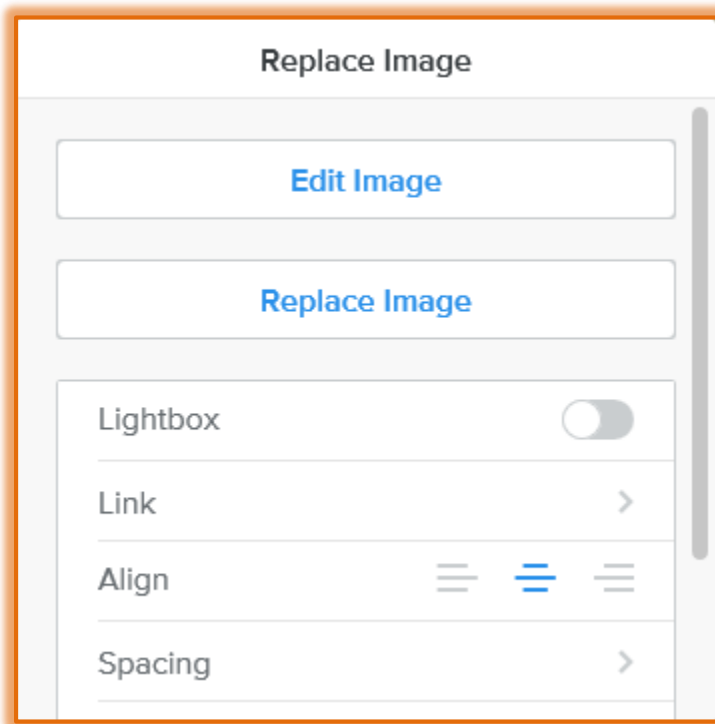 Replace Image
Edit Image
Replace Image
Lightbox
Link
Align
Spacing